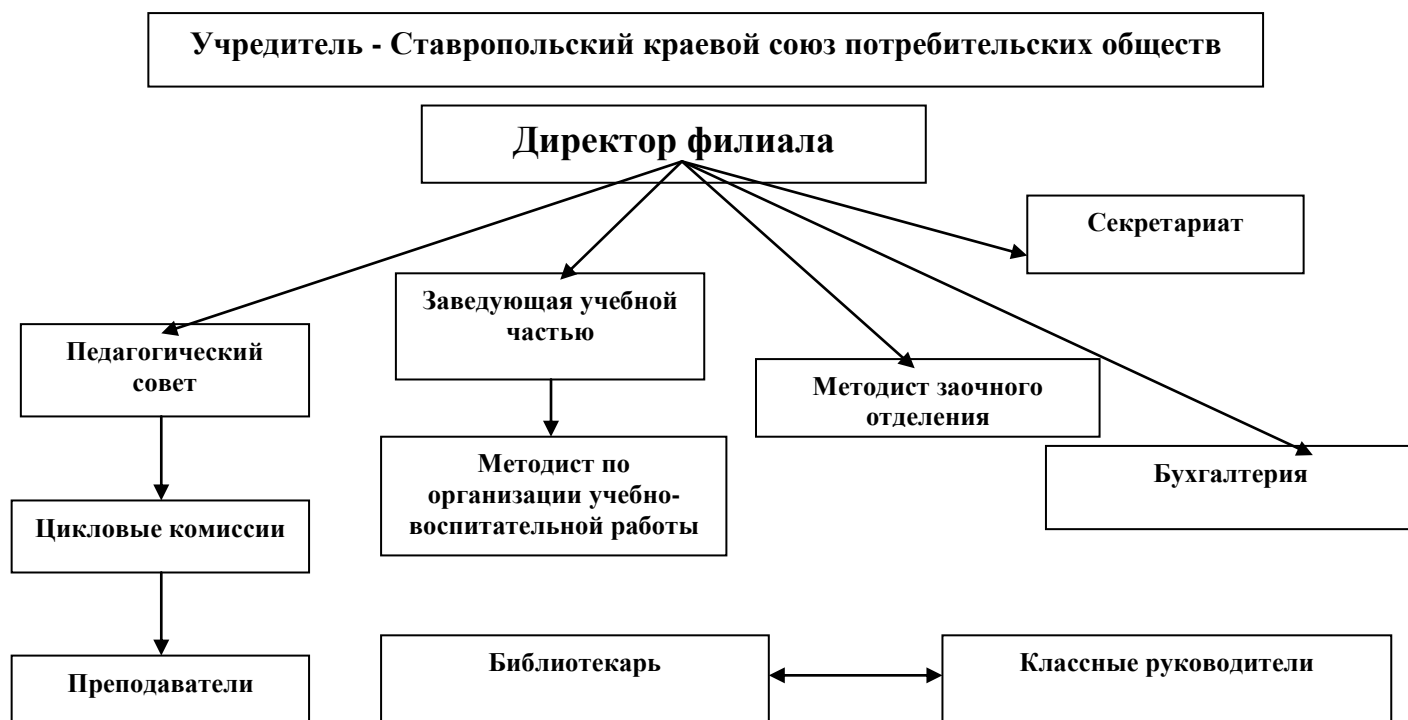 Учредитель - Ставропольский краевой союз потребительских обществ
Директор филиала
Секретариат
Заведующая учебной
частью
Педагогический
совет
Методист заочного
отделения
Методист по
организации учебно-
воспитательной работы
Бухгалтерия
Цикловые комиссии
Преподаватели
Библиотекарь
Классные руководители